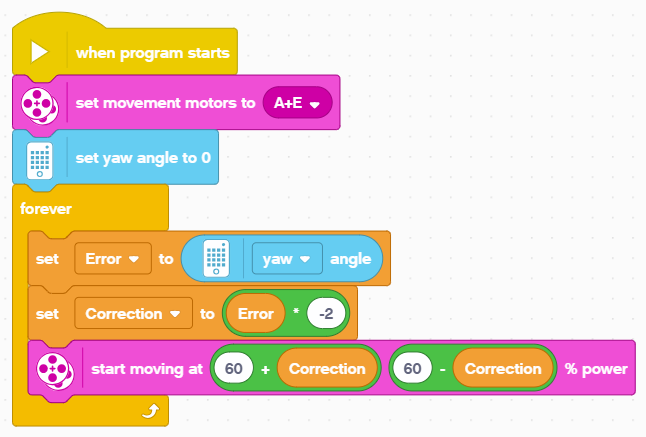 when program starts
set movement motors to A+E
set yaw angle to 0
forever
set Error to yaw angle
set Correction to Error * -2
start moving at 60 + Correction 60 - Correction % power